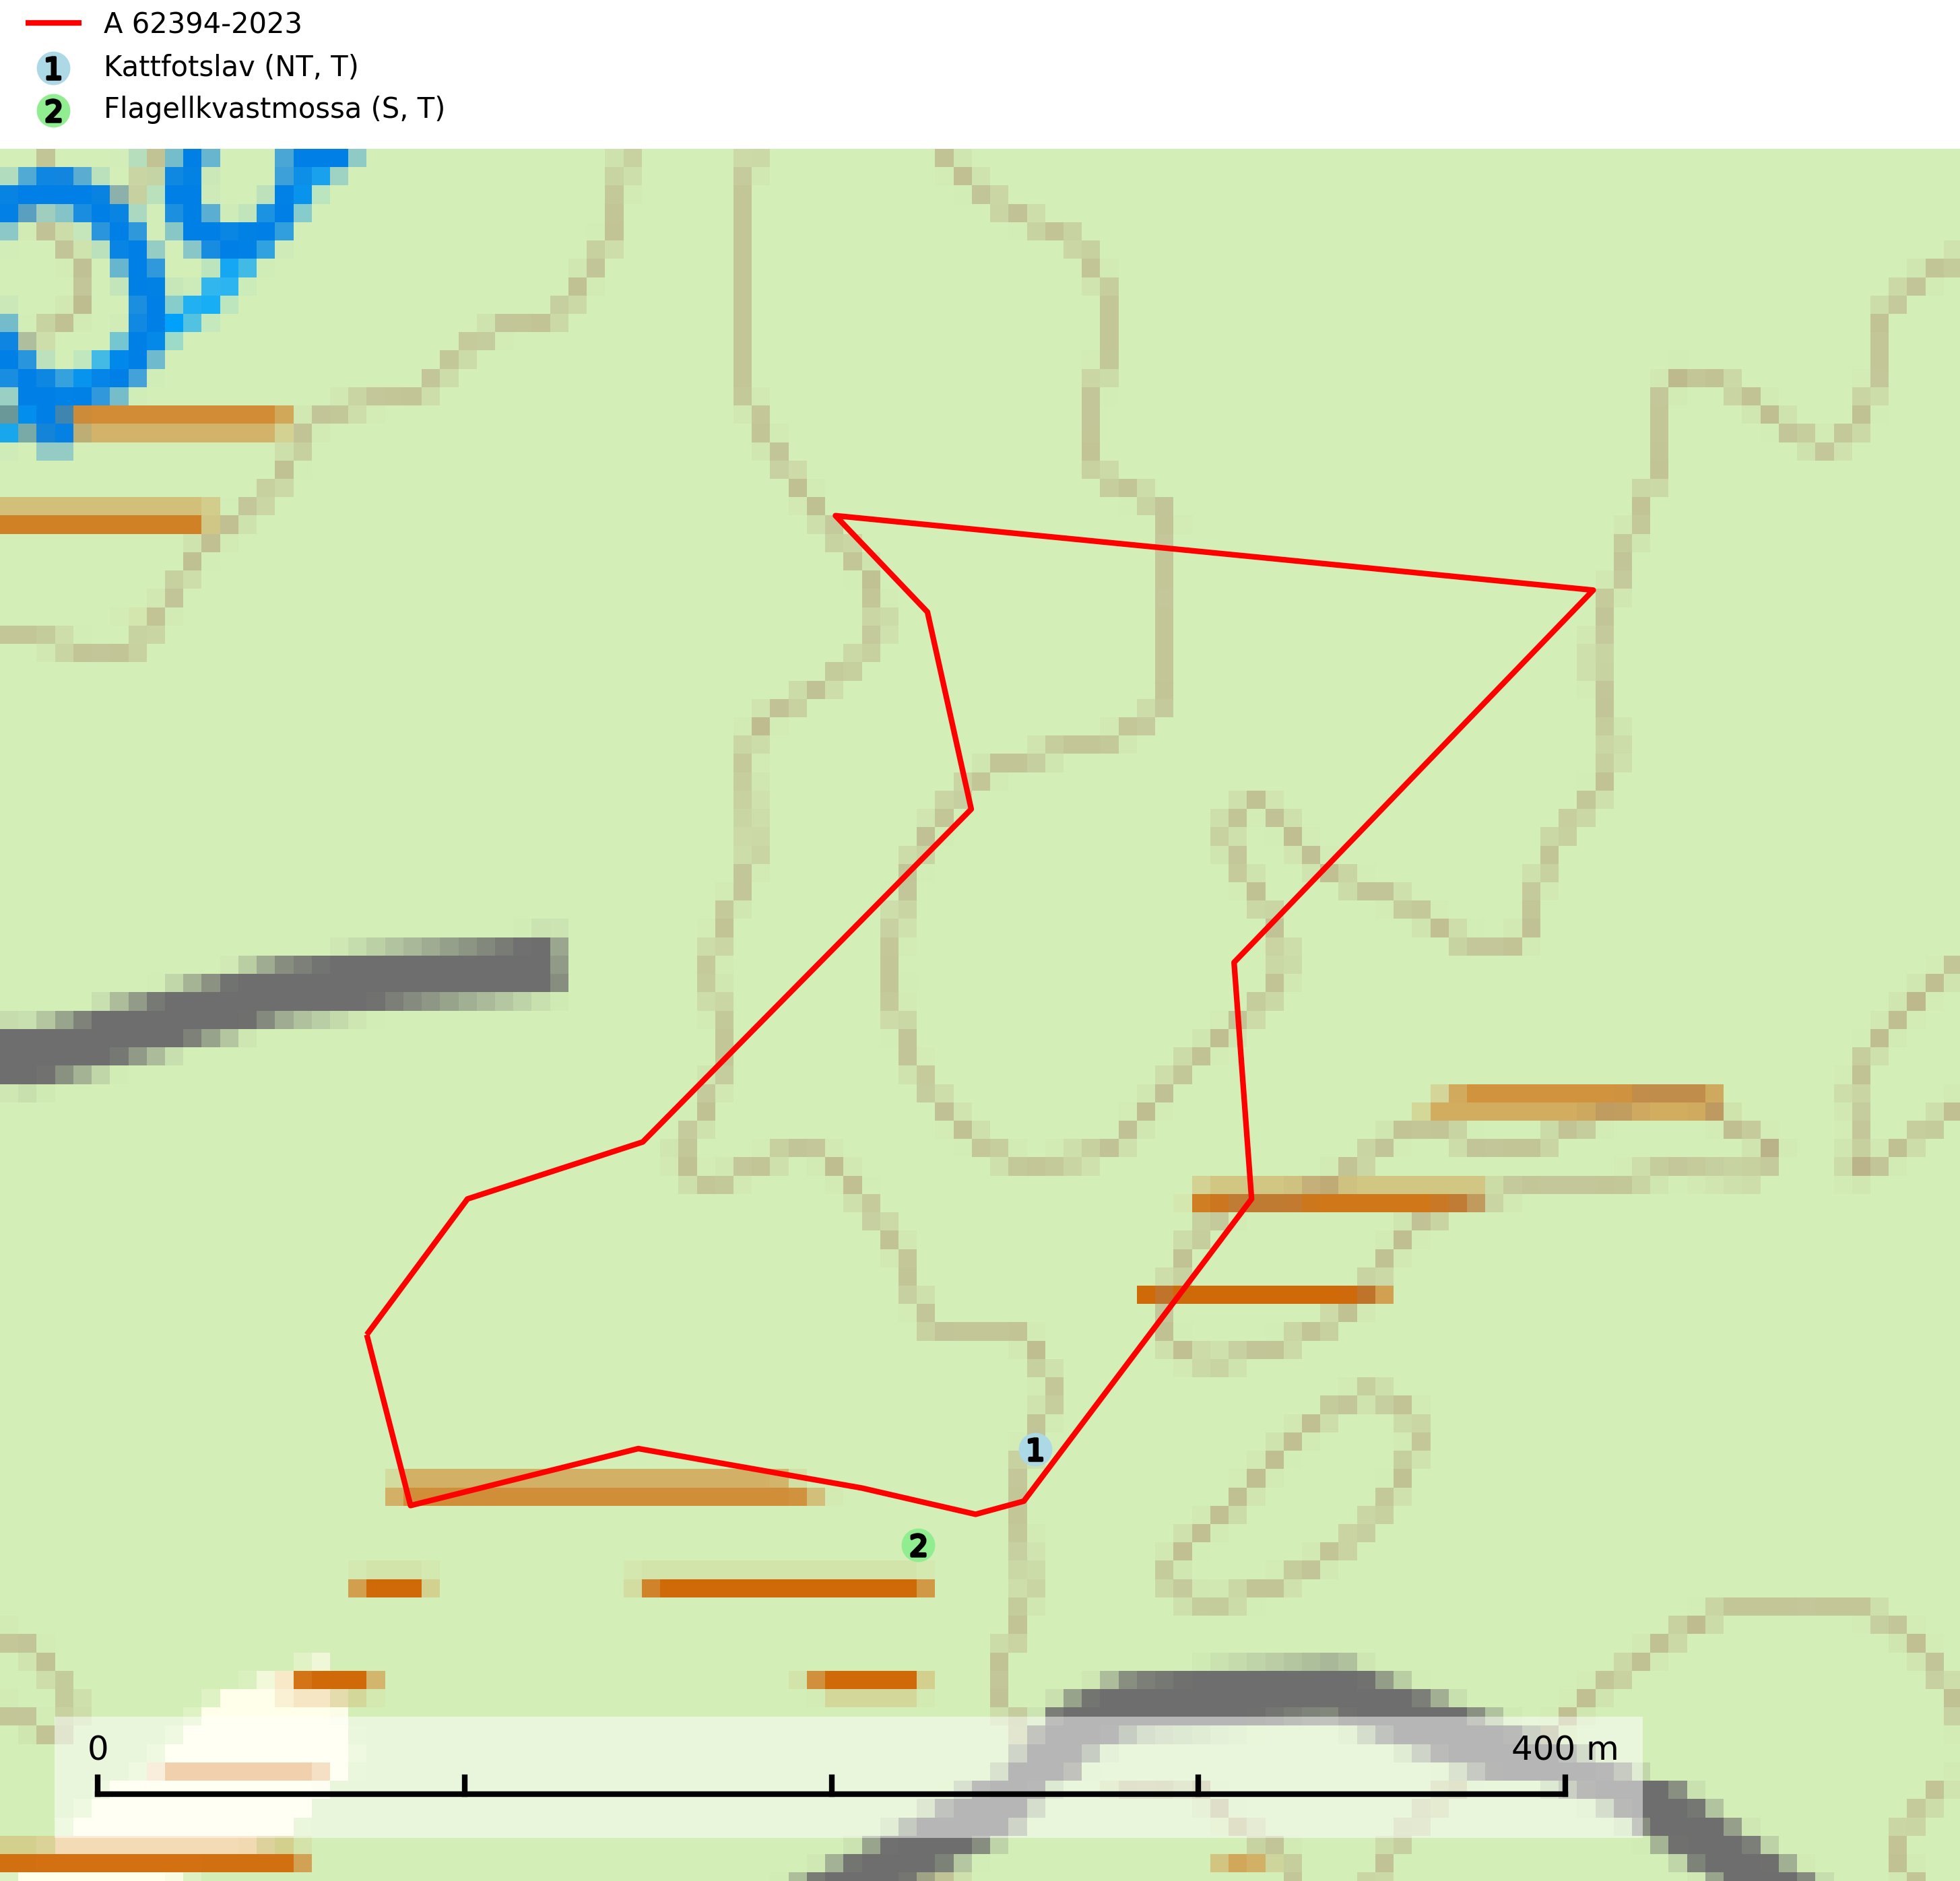 A 62394-2023
1 Kattfotslav (NT, T)
2 Flagellkvastmossa (S, T)
1
2
0 400 m